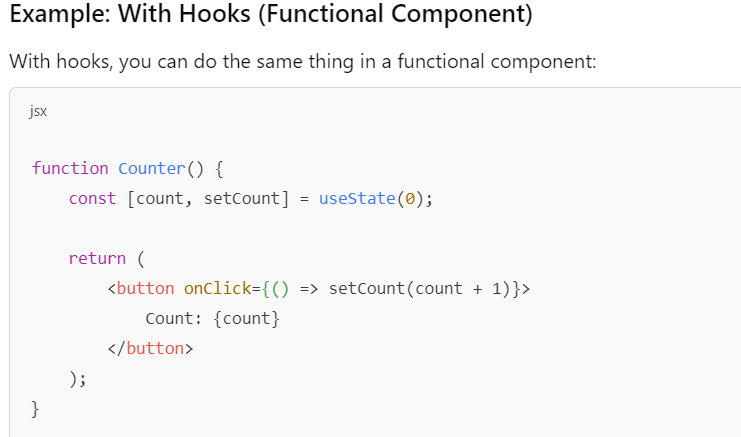 Example: With Hooks (Functional Component)
With hooks, you can do the same thing in a functional component:
jsx
function Counter() {
    const [count, setCount] = useState(0);
    return (
        <button onClick={() => setCount(count + 1)}>
            Count: {count}
        </button>
    );
}